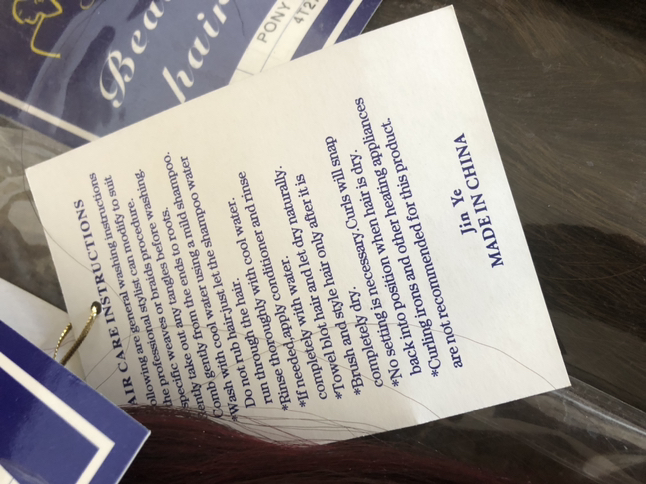 Beau
hair
PONY
4T2
AIR CARE INSTRUCTIONS
ollowing are general washing instructions
the professional stylist can modify to suit
specific weaves or braids before washing.
ently take out any tangles or procedure.
Comb gently from the ends to roots.
Wash with cool water using a mild shampoo.
Do not rub hair-Just let the shampoo water
run through the hair.
*Rinse thoroughly with cool water.
*If needed, apply conditioner and rinse
completely with water.
*Towel blot hair and let dry naturally.
*Brush and style hair only after it is
completely dry.
*No setting is necessary. Curls will snap
back into position when hair is dry.
*Curling irons and other heating appliances
are not recommended for this product.
Jin Ye
MADE IN CHINA